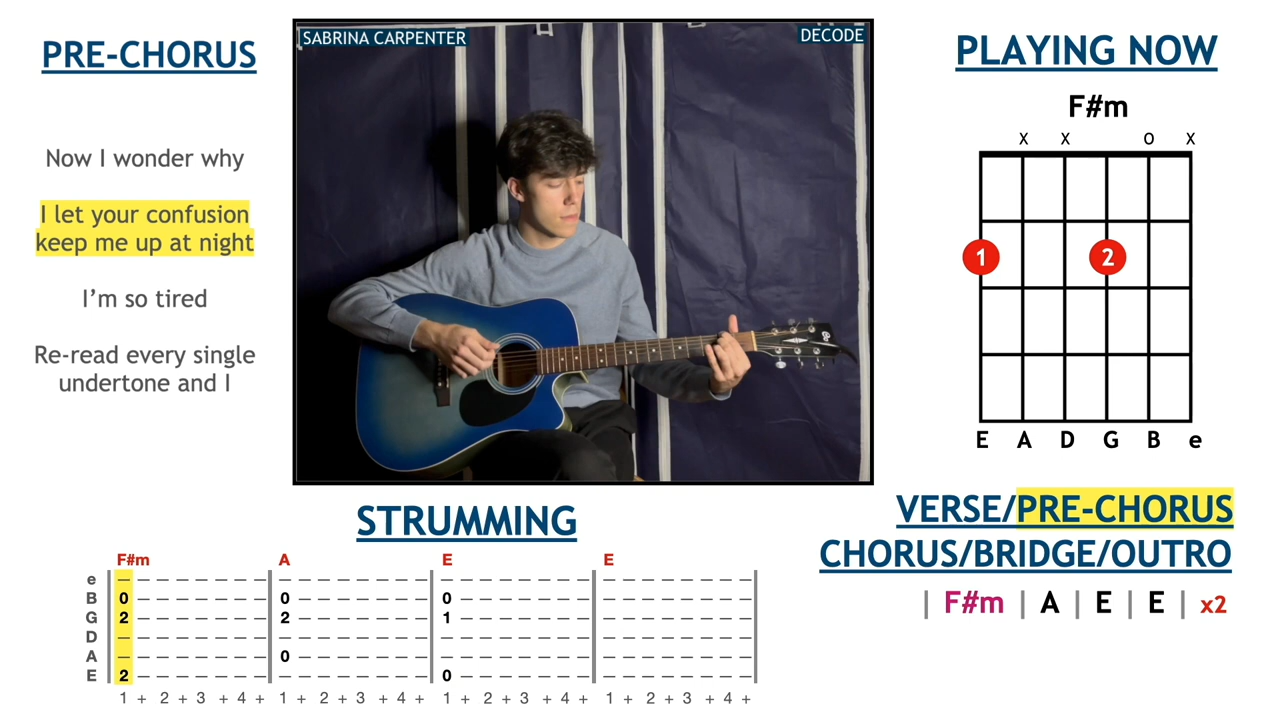 PRE-CHORUS
Now I wonder why
I let your confusion
keep me up at night
I'm so tired
Re-read every single
undertone and I
SABRINA CARPENTER
DECODE
PLAYING NOW
F#m
x x o x
1 2
E A D G B e
STRUMMING
F#m A E E
e
B 0 0 0
G 2 2 1
D
A 0
E 2 0
1 + 2 + 3 + 4 + 1 + 2 + 3 + 4 + 1 + 2 + 3 + 4 + 1 + 2 + 3 + 4 +
VERSE/PRE-CHORUS
CHORUS/BRIDGE/OUTRO
| F#m | A | E | E | x2